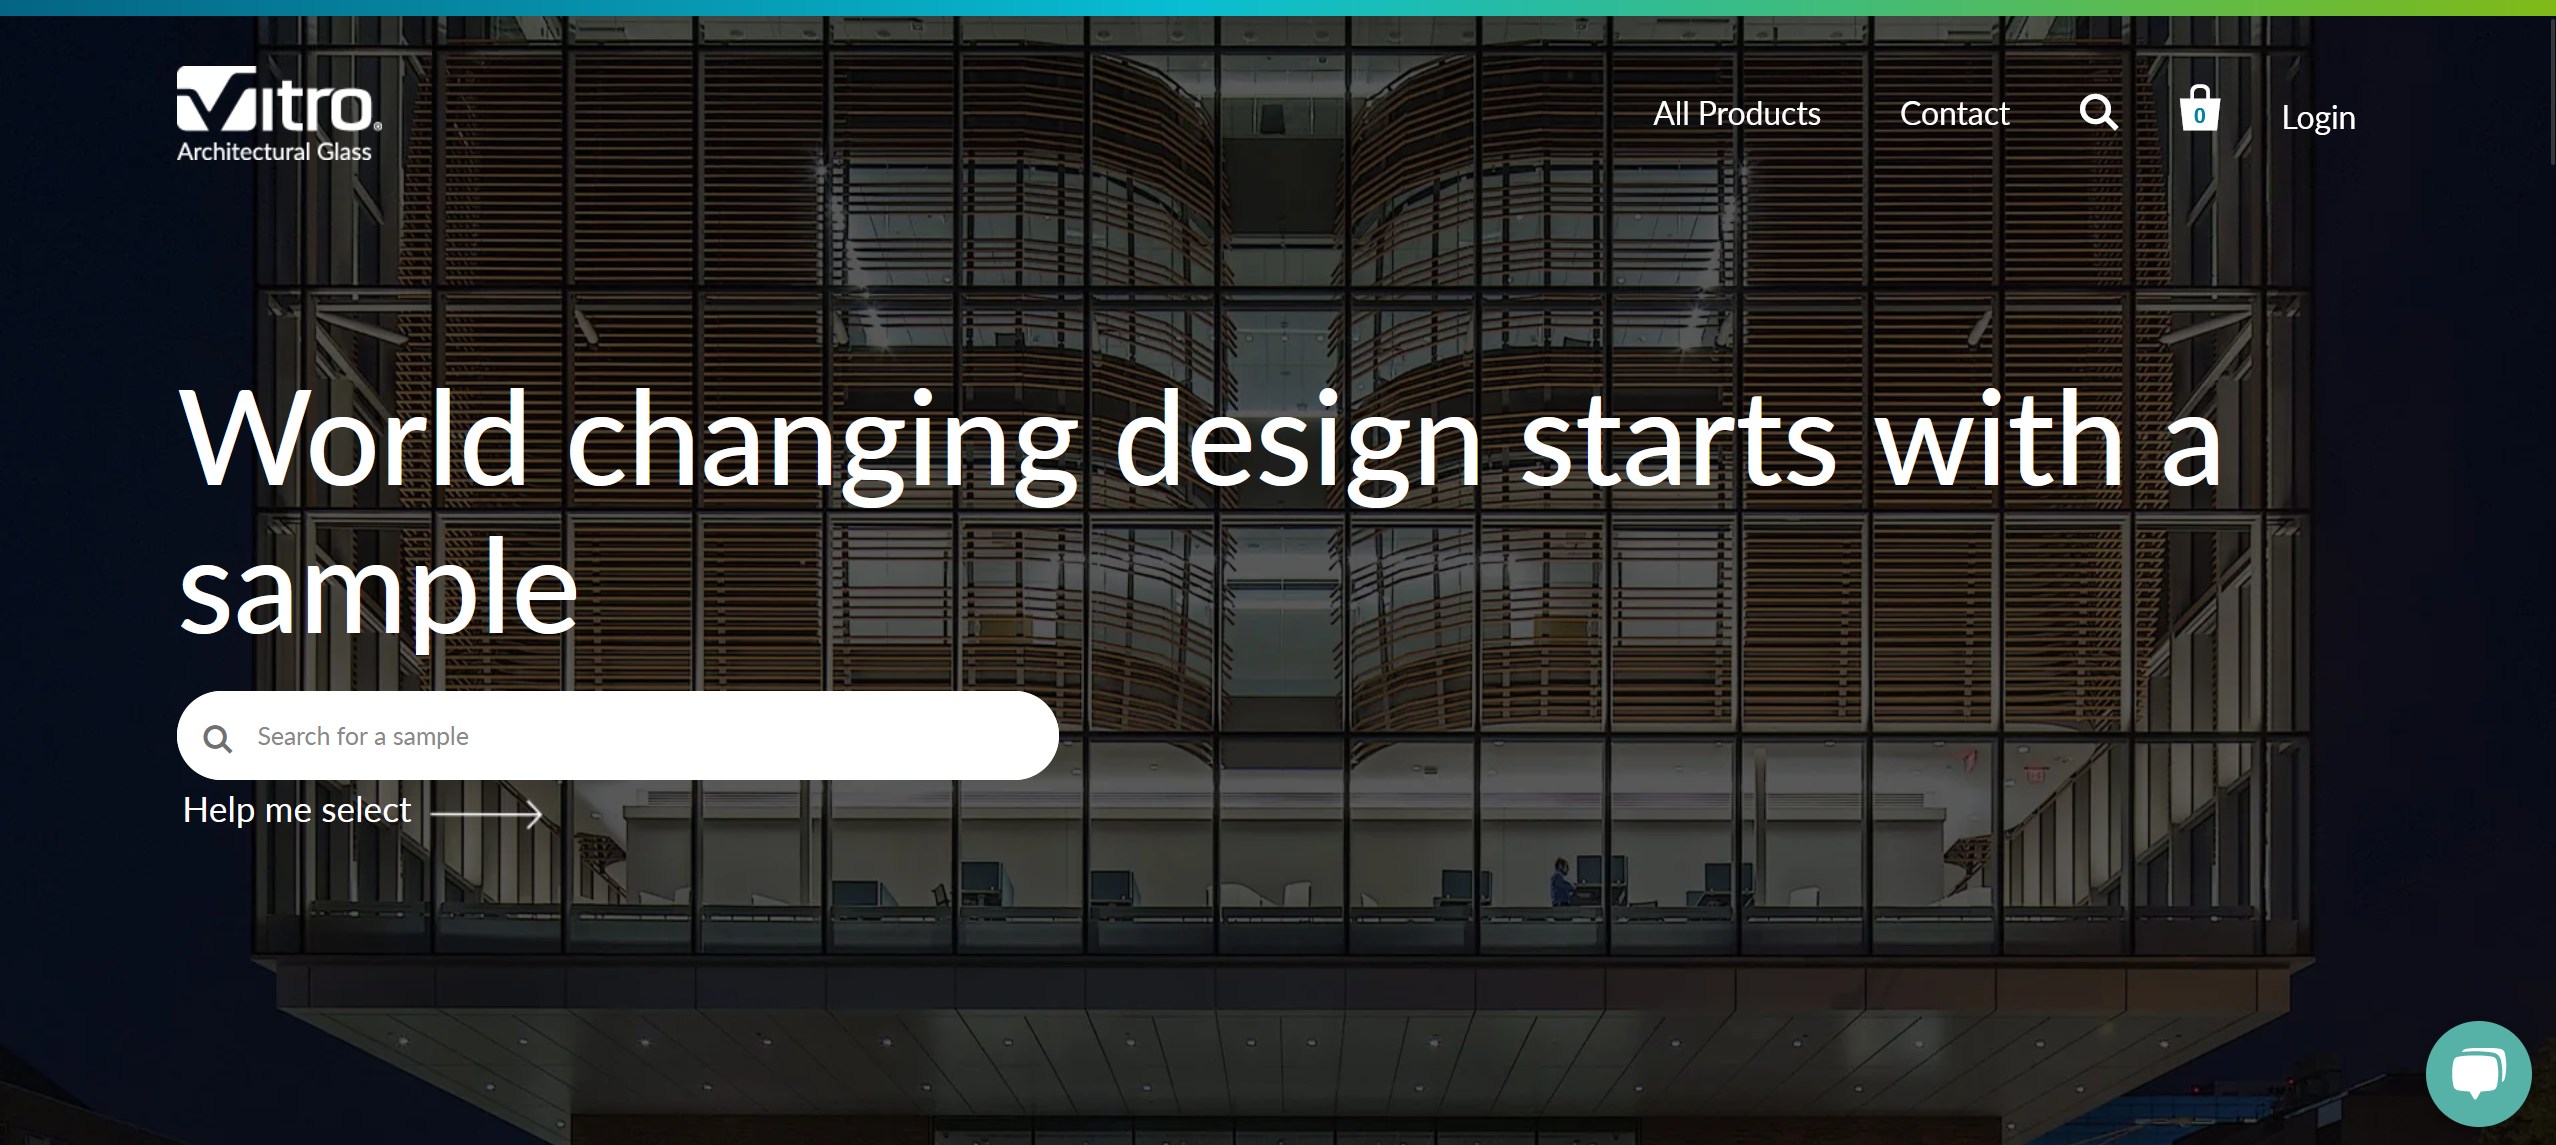 Vitro®
Architectural Glass
All Products
Contact
0
Login
World changing design starts with a
sample
Search for a sample
Help me select